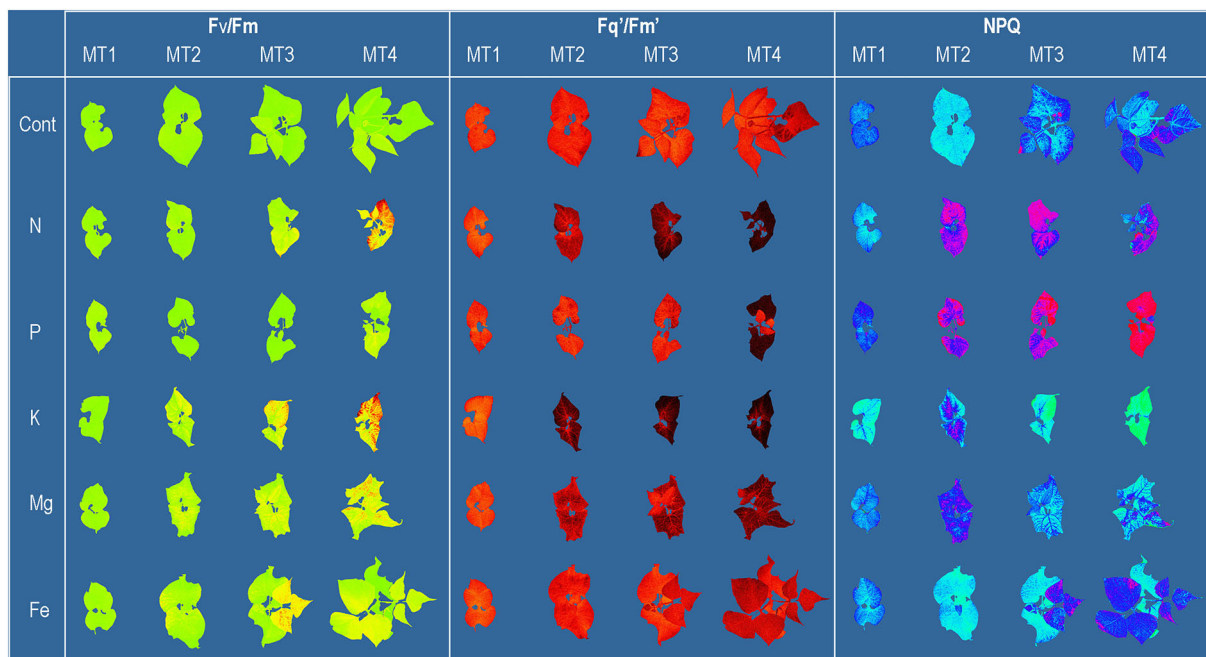 Fv/Fm Fq'/Fm' NPQ
MT1 MT2 MT3 MT4 MT1 MT2 MT3 MT4 MT1 MT2 MT3 MT4
Cont
N
P
K
Mg
Fe